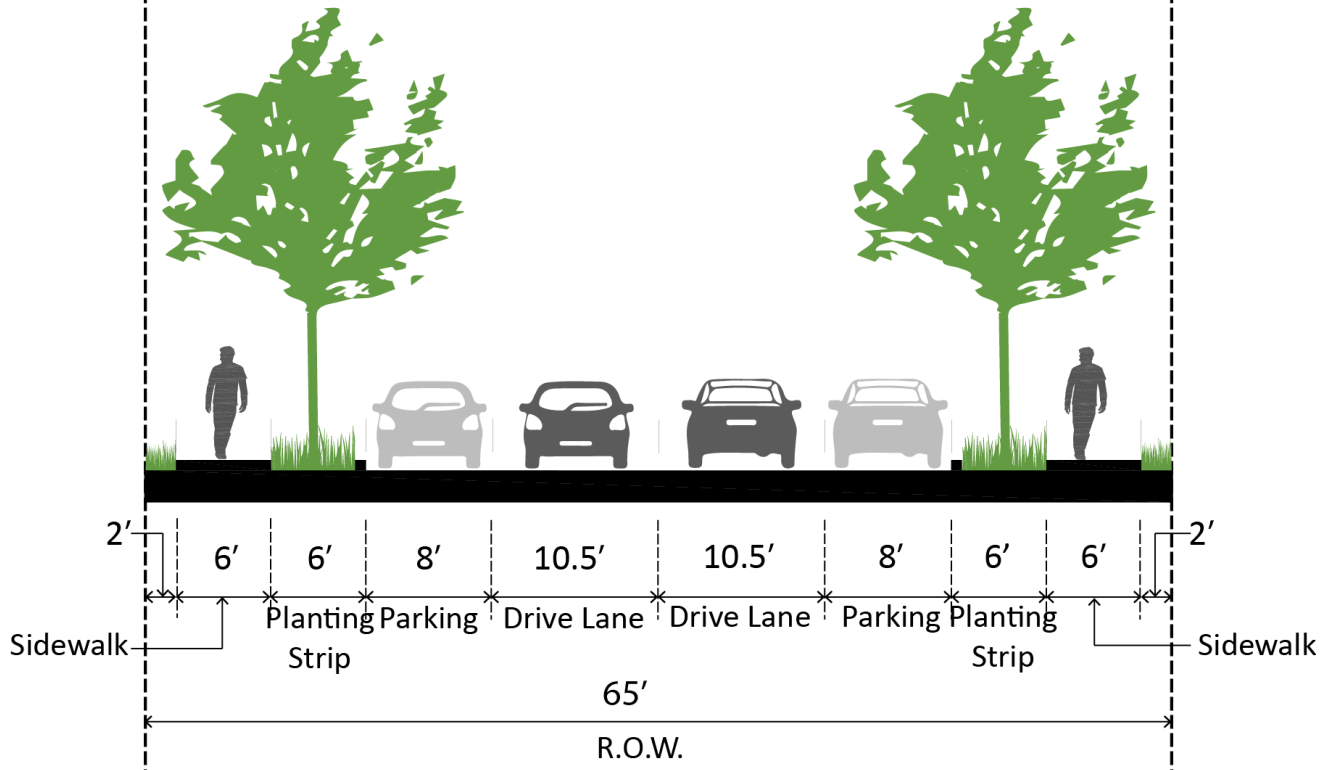 2′ 2′
6′ 6′ 8′ 10.5′ 10.5′ 8′ 6′ 6′
Planting Parking Drive Lane Drive Lane Parking Planting
Sidewalk Strip Strip Sidewalk
65′
R.O.W.